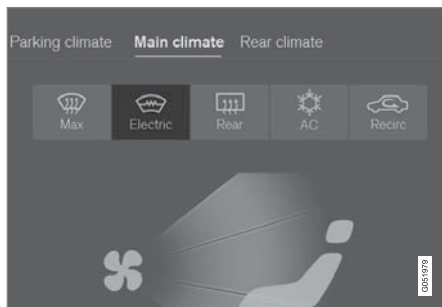 Parking climate Main climate Rear climate
Max Electric Rear AC Recirc
G051979